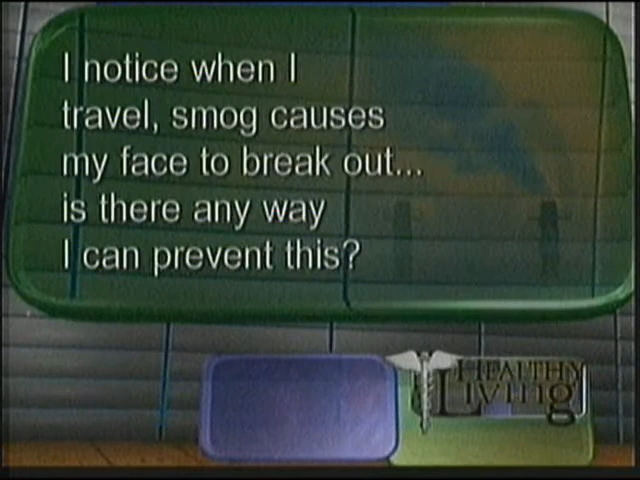 I notice when I
travel, smog causes
my face to break out...
is there any way
I can prevent this?
HEALTHY
Living